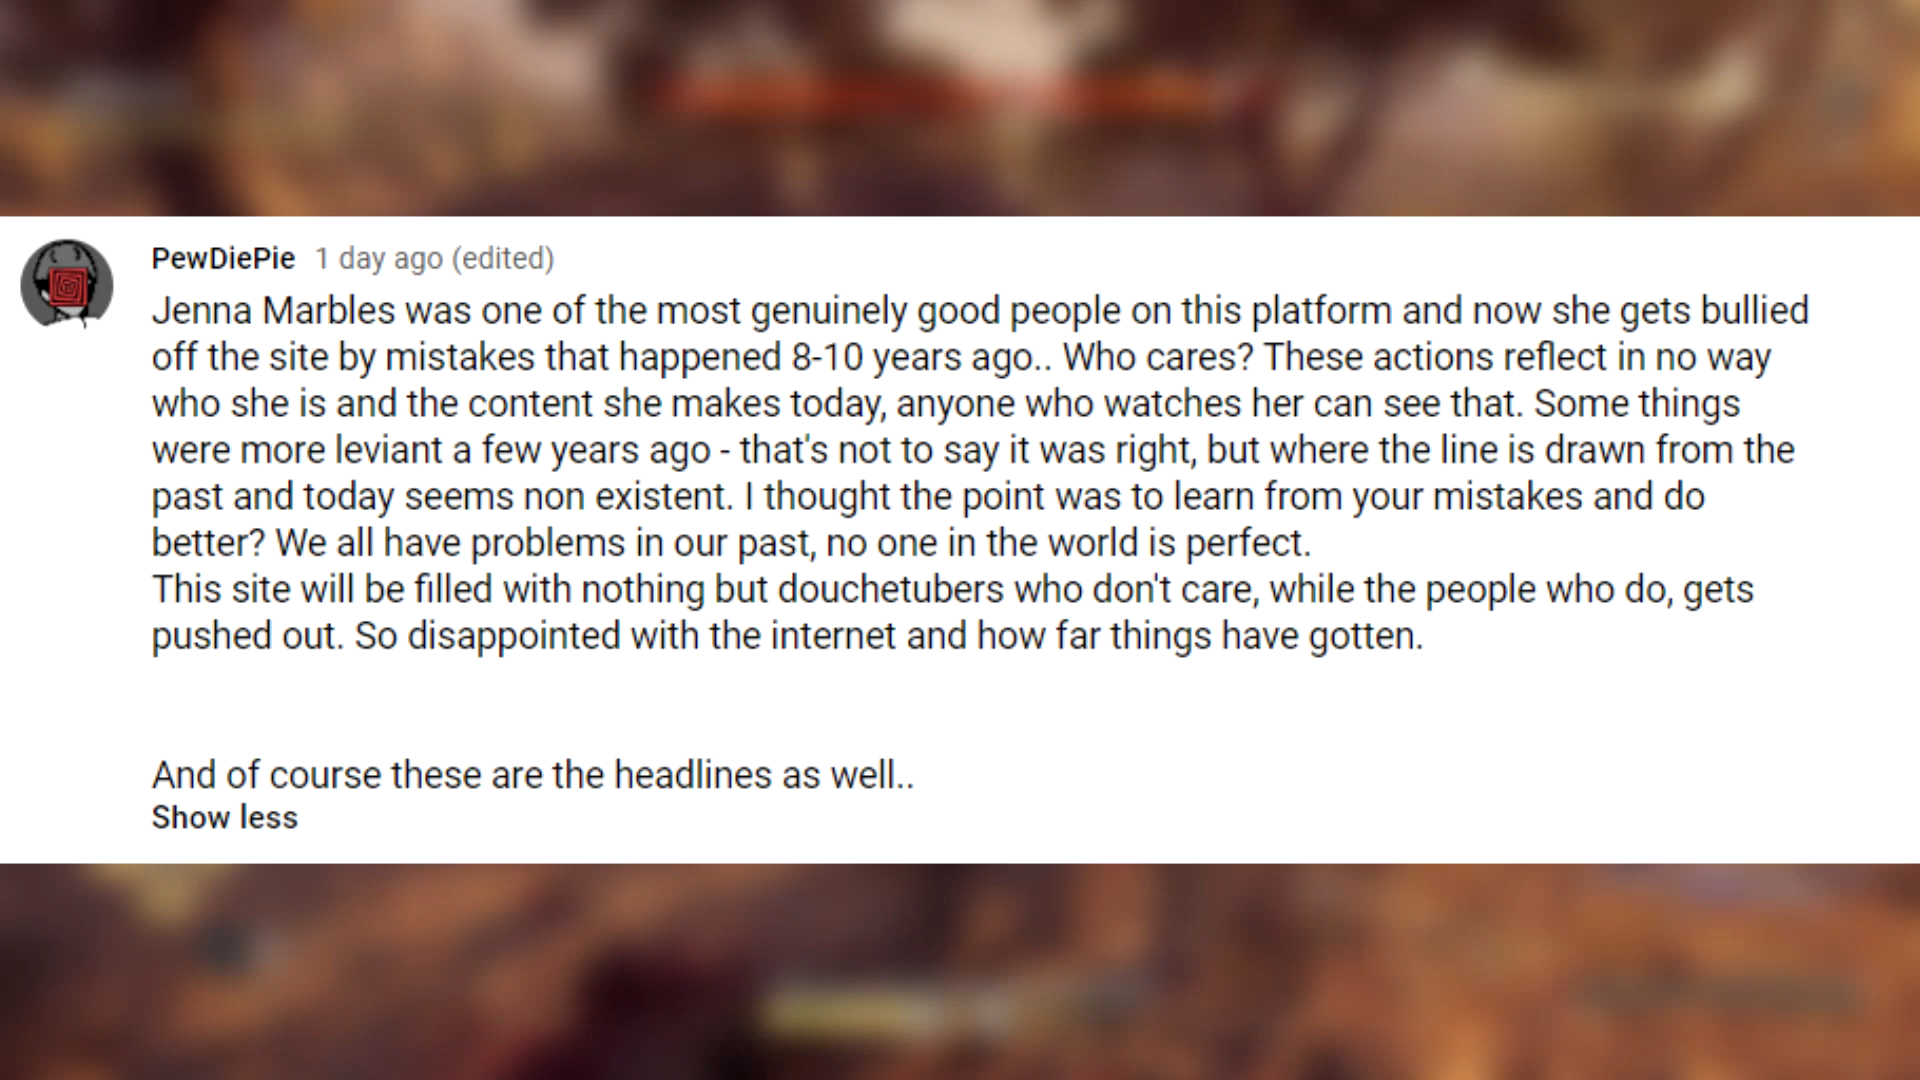 PewDiePie 1 day ago (edited)
Jenna Marbles was one of the most genuinely good people on this platform and now she gets bullied
off the site by mistakes that happened 8-10 years ago.. Who cares? These actions reflect in no way
who she is and the content she makes today, anyone who watches her can see that. Some things
were more leviant a few years ago - that's not to say it was right, but where the line is drawn from the
past and today seems non existent. I thought the point was to learn from your mistakes and do
better? We all have problems in our past, no one in the world is perfect.
This site will be filled with nothing but douchetubers who don't care, while the people who do, gets
pushed out. So disappointed with the internet and how far things have gotten.
And of course these are the headlines as well..
Show less